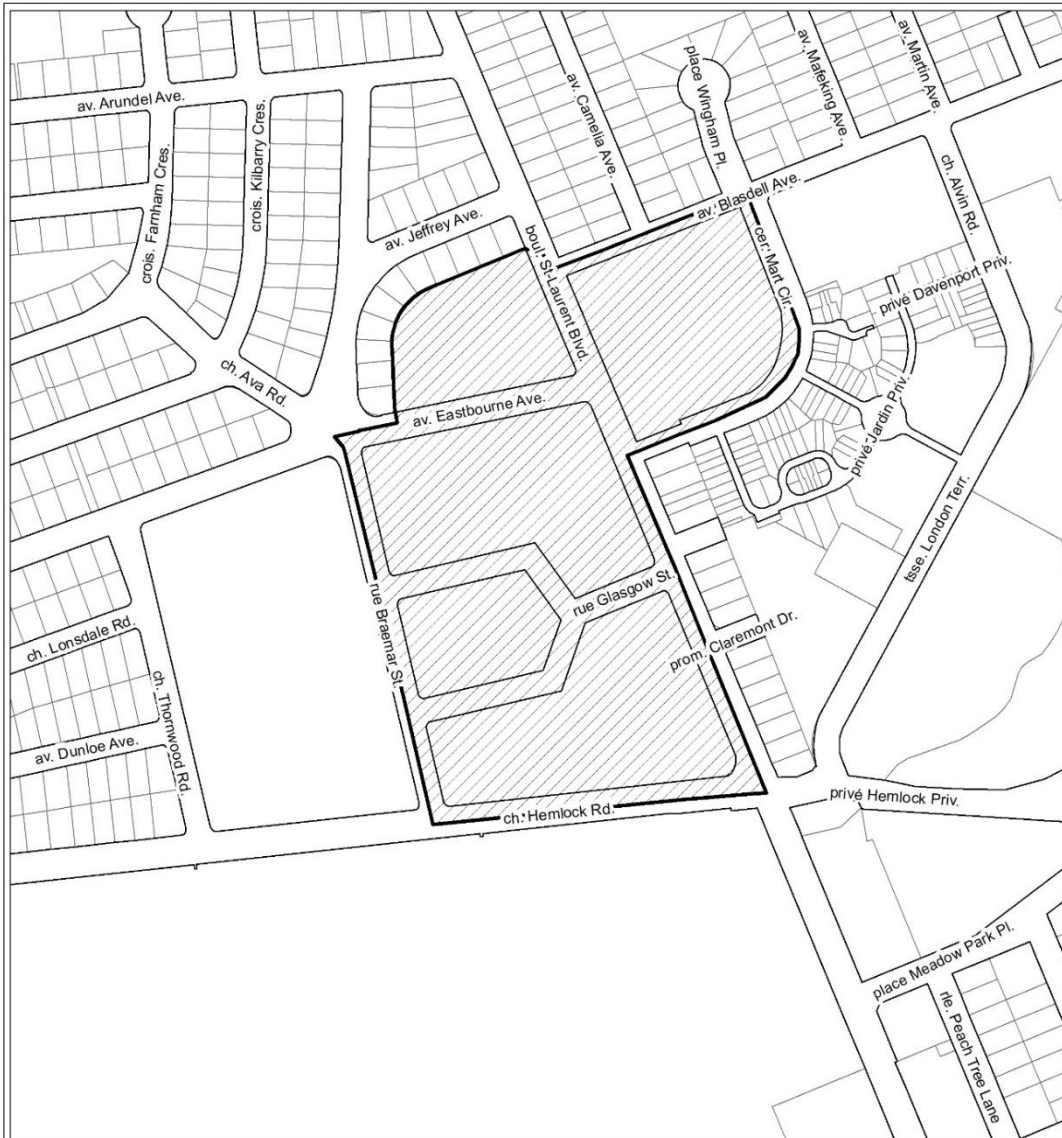 av. Arundel Ave.
crois. Farnham Cres.
crois. Kilbarry Cres.
av. Jeffrey Ave.
boul. St-Laurent Blvd.
av. Camelia Ave.
place Wingham Pl.
av. Mafeking Ave.
av. Martin Ave.
av. Blasdell Ave.
ch. Alvin Rd.
cer. Mart Cir.
privé Davenport Priv.
ch. Ava Rd.
av. Eastbourne Ave.
privé Jardin Priv.
tsse. London Terr.
rue Braemar St.
rue Glasgow St.
prom. Claremont Dr.
ch. Lonsdale Rd.
ch. Thornwood Rd.
av. Dunloe Ave.
ch. Hemlock Rd.
privé Hemlock Priv.
place Meadow Park Pl.
rle. Peach Tree Lane